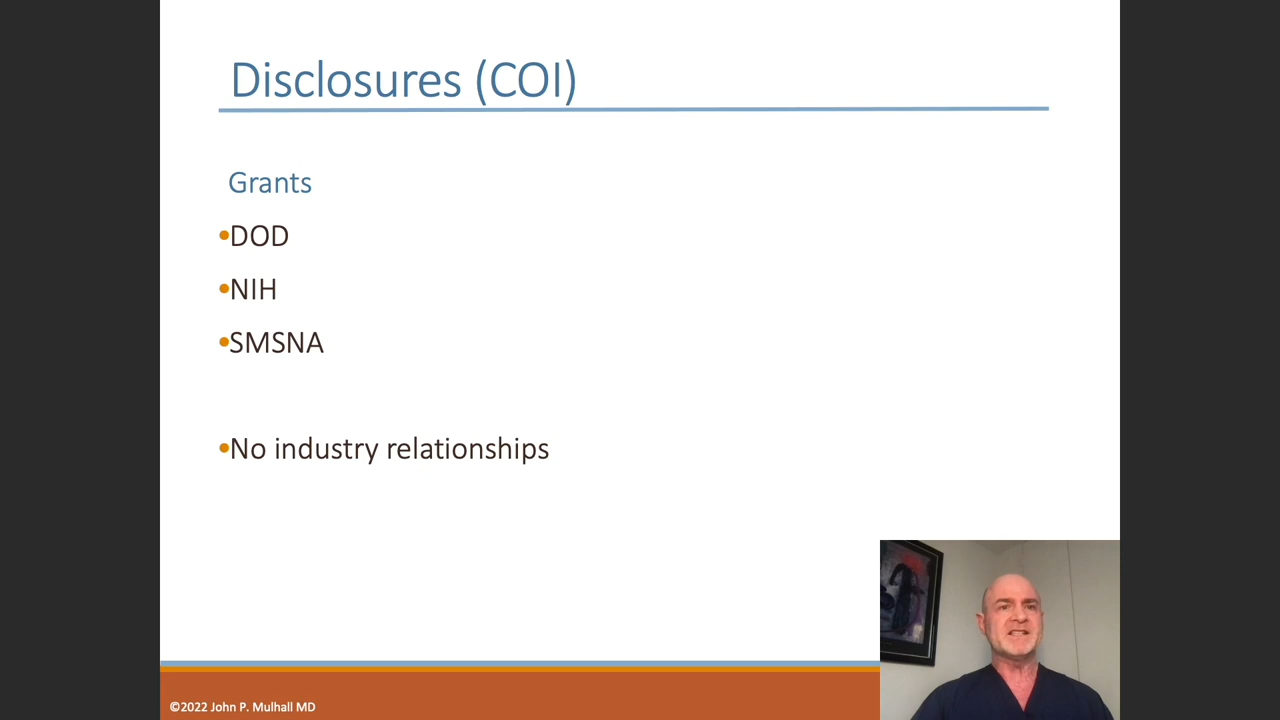 Disclosures (COI)
Grants
•DOD
•NIH
•SMSNA
•No industry relationships
©2022 John P. Mulhall MD